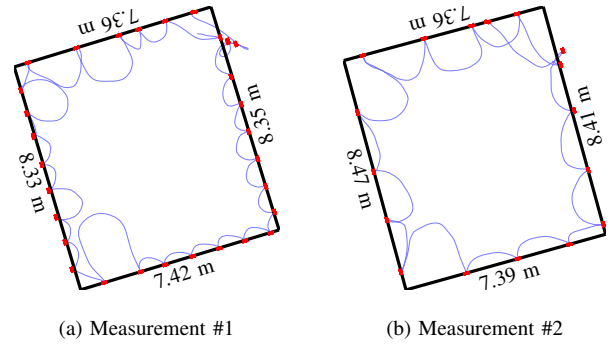 7.36 m
8.33 m
8.35 m
7.42 m
(a) Measurement #1
7.36 m
8.47 m
8.41 m
7.39 m
(b) Measurement #2